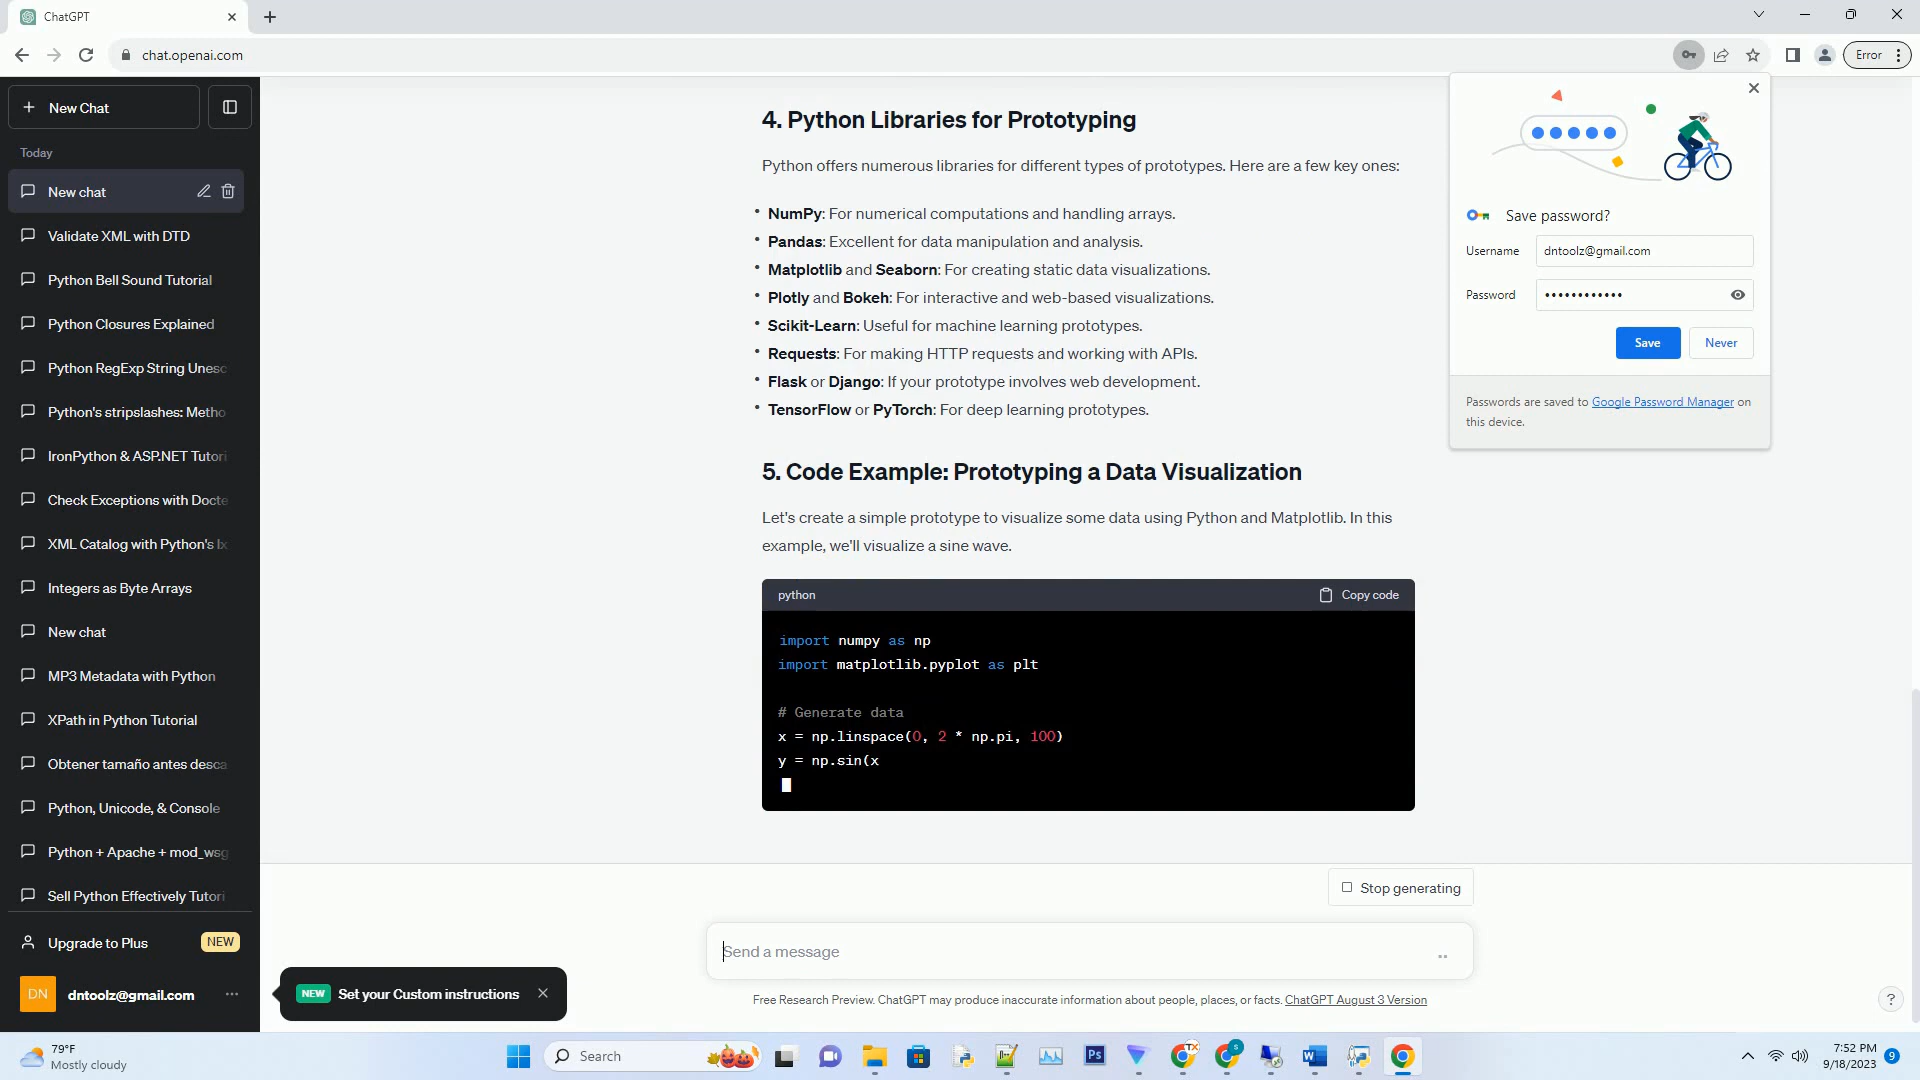 ChatGPT
chat.openai.com
Error
New Chat
Today
New chat
Validate XML with DTD
Python Bell Sound Tutorial
Python Closures Explained
Python RegExp String Unesc
Python's stripslashes: Metho
IronPython & ASP.NET Tutori
Check Exceptions with Docte
XML Catalog with Python's lx
Integers as Byte Arrays
New chat
MP3 Metadata with Python
XPath in Python Tutorial
Obtener tamaño antes desca
Python, Unicode, & Console
Python + Apache + mod_wsg
Sell Python Effectively Tutori
Upgrade to Plus NEW
DN dntoolz@gmail.com
4. Python Libraries for Prototyping
Python offers numerous libraries for different types of prototypes. Here are a few key ones:
• NumPy: For numerical computations and handling arrays.
• Pandas: Excellent for data manipulation and analysis.
• Matplotlib and Seaborn: For creating static data visualizations.
• Plotly and Bokeh: For interactive and web-based visualizations.
• Scikit-Learn: Useful for machine learning prototypes.
• Requests: For making HTTP requests and working with APIs.
• Flask or Django: If your prototype involves web development.
• TensorFlow or PyTorch: For deep learning prototypes.
5. Code Example: Prototyping a Data Visualization
Let's create a simple prototype to visualize some data using Python and Matplotlib. In this
example, we'll visualize a sine wave.
python Copy code
import numpy as np
import matplotlib.pyplot as plt
# Generate data
x = np.linspace(0, 2 * np.pi, 100)
y = np.sin(x
Stop generating
Send a message
Free Research Preview. ChatGPT may produce inaccurate information about people, places, or facts. ChatGPT August 3 Version
NEW Set your Custom instructions
?
Save password?
Username dntoolz@gmail.com
Password ••••••••••••
Save Never
Passwords are saved to Google Password Manager on
this device.
79°F
Mostly cloudy
Search
Ps
7:52 PM
9/18/2023
9